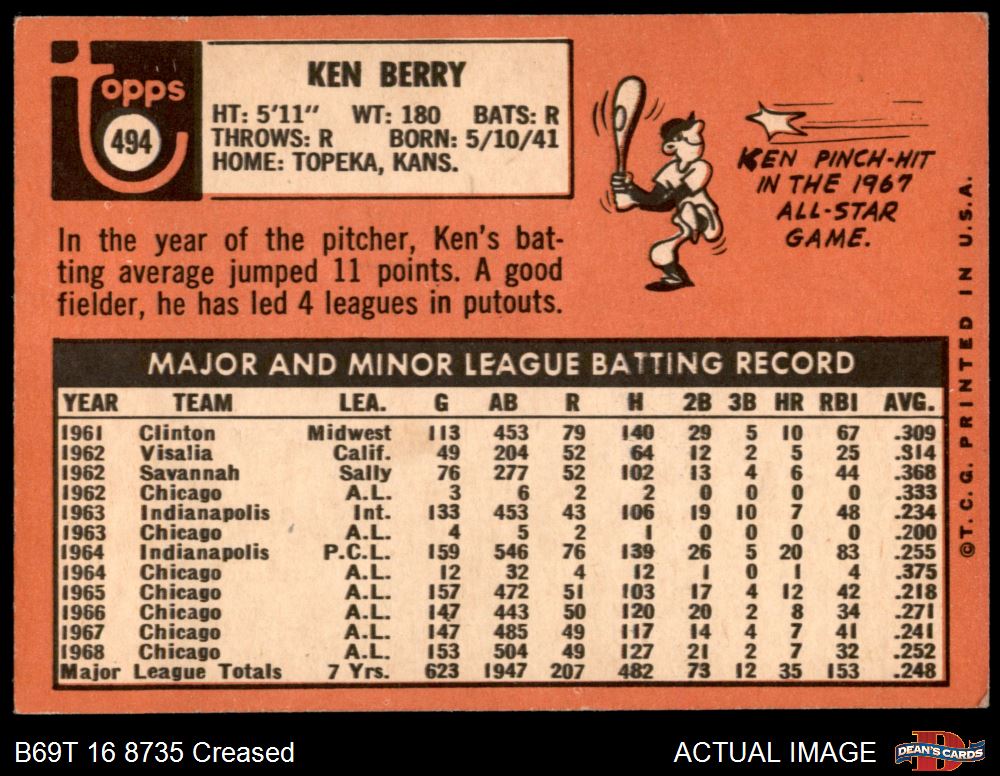 Topps
494
KEN BERRY
HT: 5'11" WT: 180 BATS: R
THROWS: R BORN: 5/10/41
HOME: TOPEKA, KANS.
KEN PINCH-HIT
IN THE 1967
ALL-STAR
GAME.
In the year of the pitcher, Ken's bat-
ting average jumped 11 points. A good
fielder, he has led 4 leagues in putouts.
MAJOR AND MINOR LEAGUE BATTING RECORD
YEAR TEAM LEA. G AB R H 2B 3B HR RBI AVG.
1961 Clinton Midwest 113 453 79 140 29 5 10 67 .309
1962 Visalia Calif. 49 204 52 64 12 2 5 25 .314
1962 Savannah Sally 76 277 52 102 13 4 6 44 .368
1962 Chicago A.L. 3 6 2 2 0 0 0 0 .333
1963 Indianapolis Int. 133 453 43 106 19 10 7 48 .234
1963 Chicago A.L. 4 5 2 1 0 0 0 0 .200
1964 Indianapolis P.C.L. 159 546 76 139 26 5 20 83 .255
1964 Chicago A.L. 12 32 4 12 1 0 1 4 .375
1965 Chicago A.L. 157 472 51 103 17 4 12 42 .218
1966 Chicago A.L. 147 443 50 120 20 2 8 34 .271
1967 Chicago A.L. 147 485 49 117 14 4 7 41 .241
1968 Chicago A.L. 153 504 49 127 21 2 7 32 .252
Major League Totals 7 Yrs. 623 1947 207 482 73 12 35 153 .248
©T.C.G. PRINTED IN U.S.A.
B69T 16 8735 Creased
ACTUAL IMAGE
DEAN'S CARDS